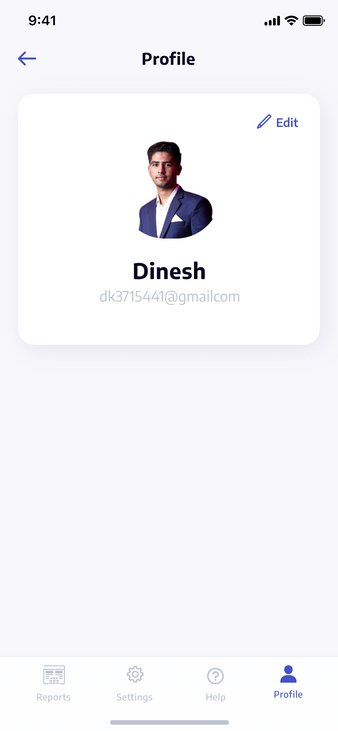 9:41
Profile
Edit
Dinesh
dk3715441@gmailcom
Reports
Settings
Help
Profile